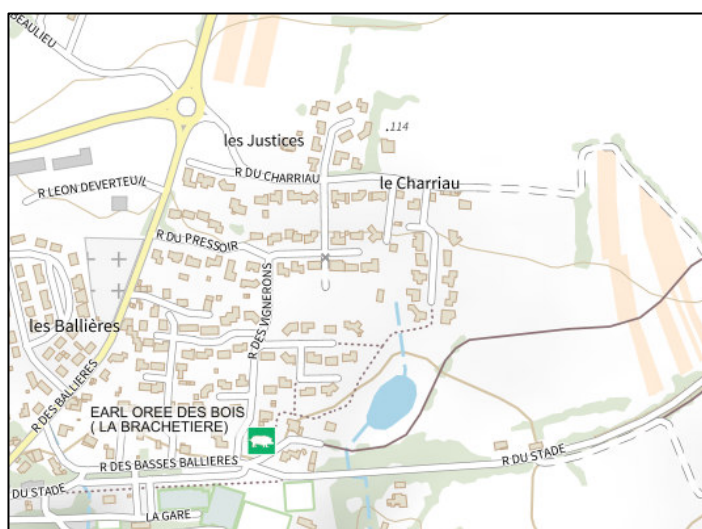 BEAULIEU
.114
les Justices
R DU CHARRIAU
le Charriau
R LEON DEVERTEUIL
R DU PRESSOIR
R DES VIGNERONS
les Ballières
R DES BALLIERES
EARL OREE DES BOIS
( LA BRACHETIERE)
R DES BASSES BALLIERES
R DU STADE
DU STADE
LA GARE